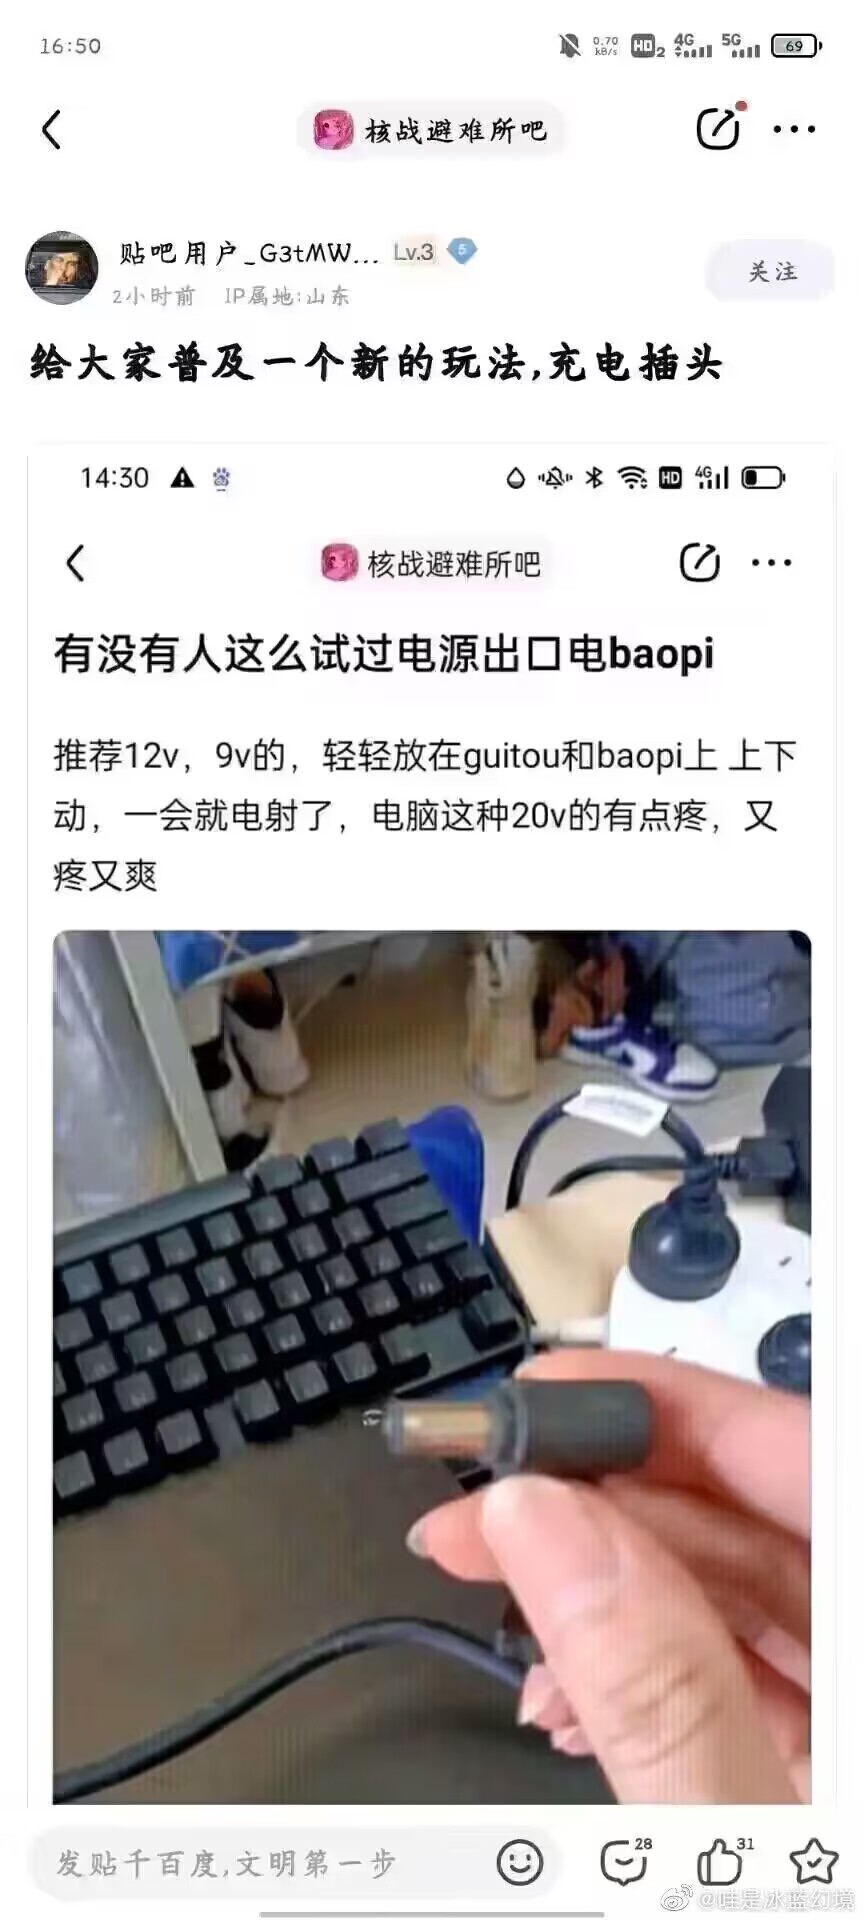 16:50
0.70
kB/s
HD 2
4G
5G
69
核战避难所吧
贴吧用户_G3tMW...
Lv.3
5
关注
2小时前 IP属地:山东
给大家普及一个新的玩法,充电插头
14:30
HD
4G
核战避难所吧
有没有人这么试过电源出口电baopi
推荐12v，9v的，轻轻放在guitou和baopi上 上下
动，一会就电射了，电脑这种20v的有点疼，又
疼又爽
发贴千百度,文明第一步
28
31
@哇是冰蓝幻境